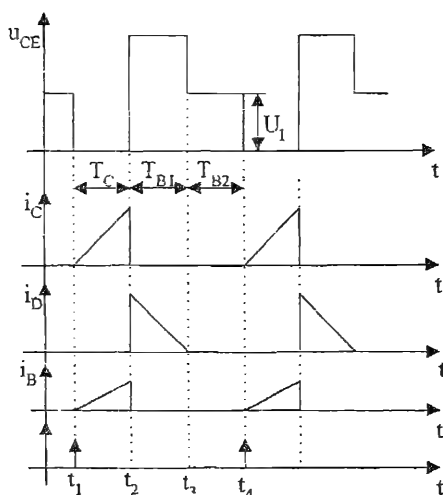 u_CE
U_1
t
T_C T_B1 T_B2
i_C
t
i_D
t
i_B
t
t
t_1 t_2 t_3 t_4